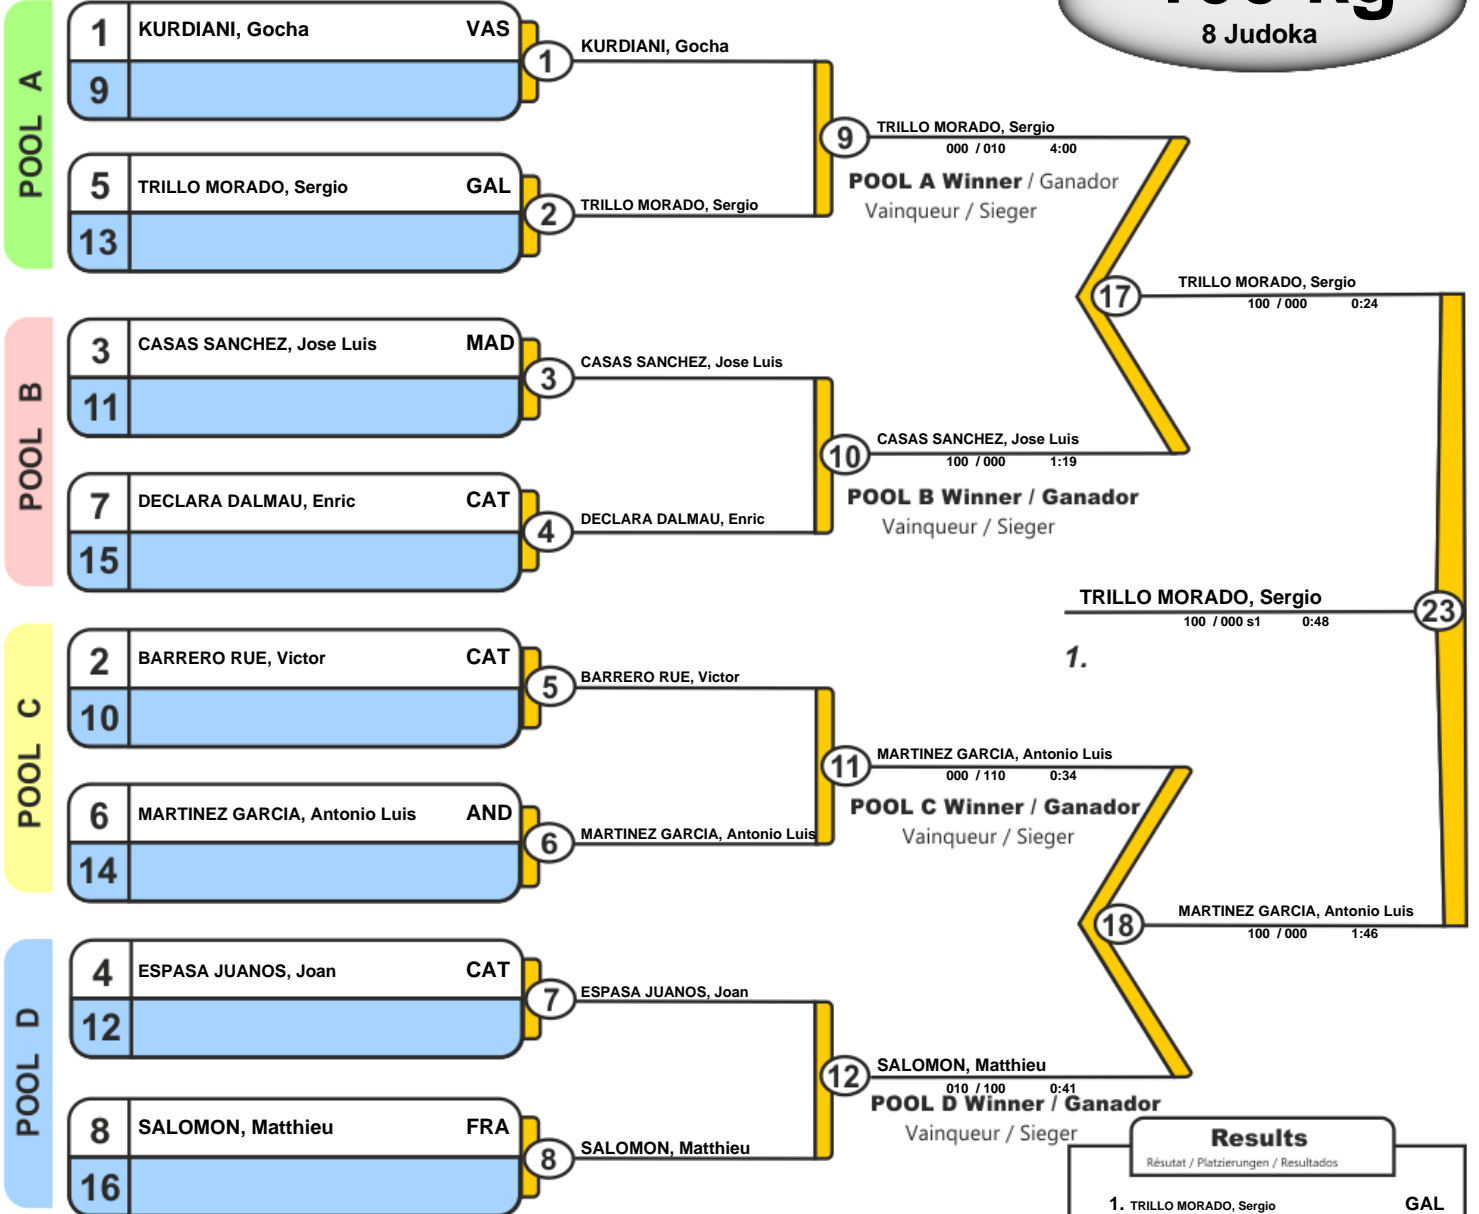 8 Judoka
POOL A
1 KURDIANI, Gocha VAS
9
1
KURDIANI, Gocha
5 TRILLO MORADO, Sergio GAL
13
2
TRILLO MORADO, Sergio
9
TRILLO MORADO, Sergio
000 / 010 4:00
POOL A Winner / Ganador
Vainqueur / Sieger
POOL B
3 CASAS SANCHEZ, Jose Luis MAD
11
3
CASAS SANCHEZ, Jose Luis
7 DECLARA DALMAU, Enric CAT
15
4
DECLARA DALMAU, Enric
10
CASAS SANCHEZ, Jose Luis
100 / 000 1:19
POOL B Winner / Ganador
Vainqueur / Sieger
17
TRILLO MORADO, Sergio
100 / 000 0:24
TRILLO MORADO, Sergio
100 / 000 s1 0:48
23
1.
POOL C
2 BARRERO RUE, Victor CAT
10
5
BARRERO RUE, Victor
6 MARTINEZ GARCIA, Antonio Luis AND
14
6
MARTINEZ GARCIA, Antonio Luis
11
MARTINEZ GARCIA, Antonio Luis
000 / 110 0:34
POOL C Winner / Ganador
Vainqueur / Sieger
18
MARTINEZ GARCIA, Antonio Luis
100 / 000 1:46
POOL D
4 ESPASA JUANOS, Joan CAT
12
7
ESPASA JUANOS, Joan
8 SALOMON, Matthieu FRA
16
8
SALOMON, Matthieu
12
SALOMON, Matthieu
010 / 100 0:41
POOL D Winner / Ganador
Vainqueur / Sieger
Results
Résutat / Platzierungen / Resultados
1. TRILLO MORADO, Sergio GAL